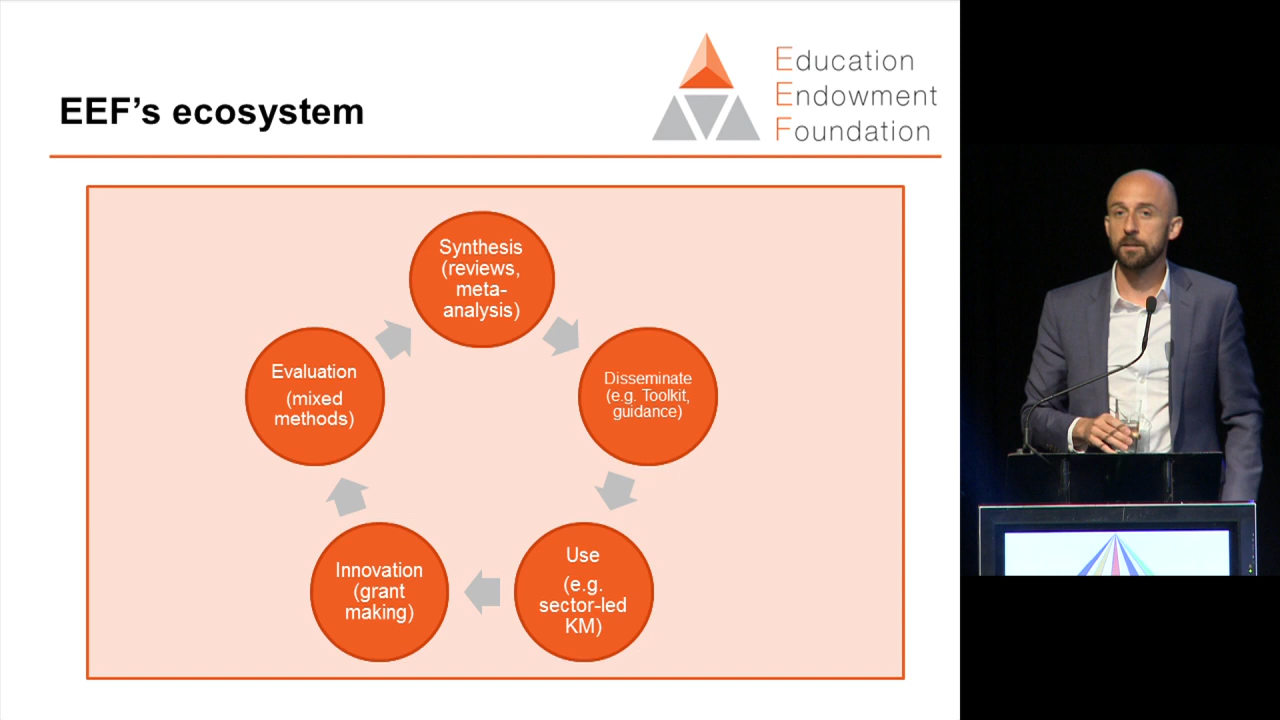 EEF's ecosystem
Education
Endowment
Foundation
Synthesis
(reviews,
meta-
analysis)
Disseminate
(e.g. Toolkit,
guidance)
Use
(e.g.
sector-led
KM)
Innovation
(grant
making)
Evaluation
(mixed
methods)